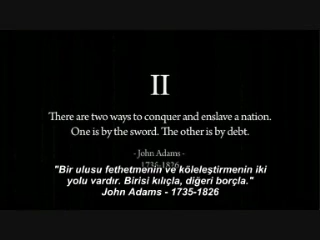 II
There are two ways to conquer and enslave a nation.
One is by the sword. The other is by debt.
- John Adams -
1735-1826
"Bir ulusu fethetmenin ve köleleştirmenin iki
yolu vardır. Birisi kılıçla, diğeri borçla."
John Adams - 1735-1826